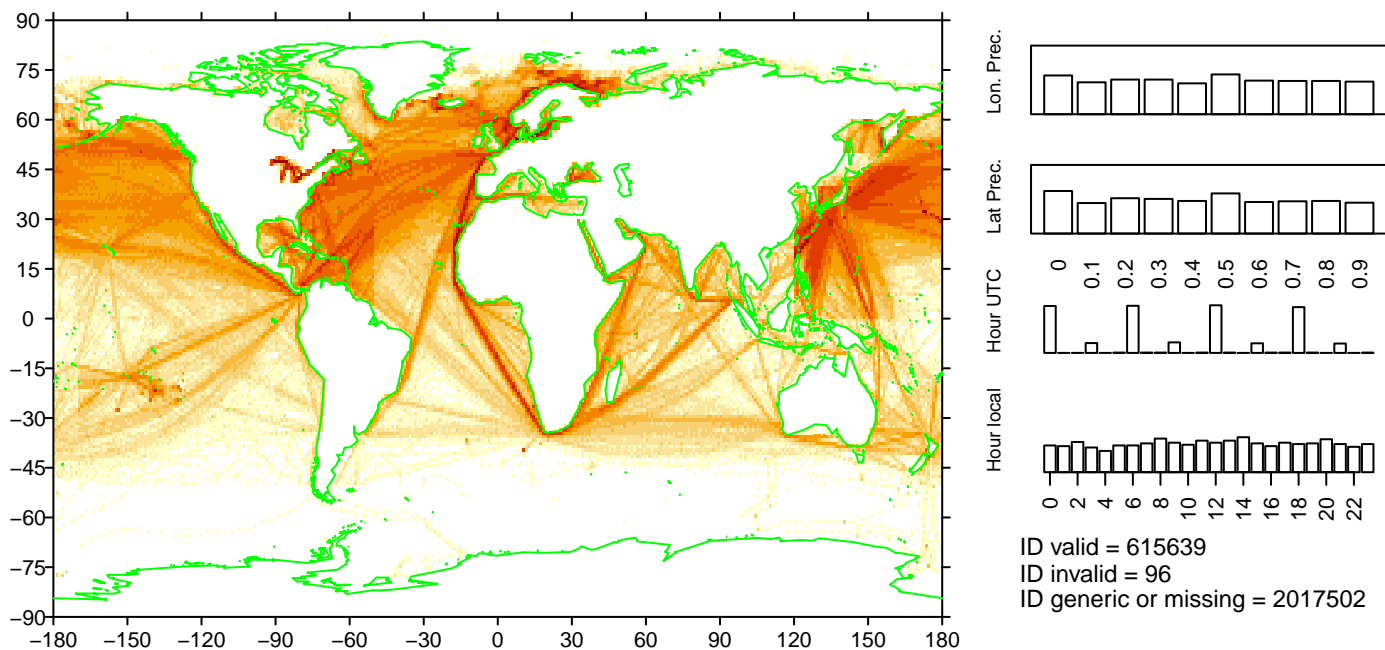 90
75
60
45
30
15
0
−15
−30
−45
−60
−75
−90
−180 −150 −120 −90 −60 −30 0 30 60 90 120 150 180
Lon. Prec.
Lat Prec.
0 0.1 0.2 0.3 0.4 0.5 0.6 0.7 0.8 0.9
Hour UTC
Hour local
0 2 4 6 8 10 12 14 16 18 20 22
ID valid = 615639
ID invalid = 96
ID generic or missing = 2017502